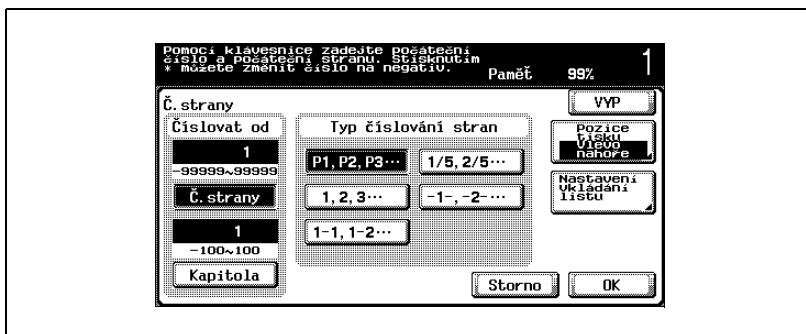 Pomocí klávesnice zadejte počáteční
číslo a počáteční stranu. Stisknutím
* můžete změnit číslo na negativ.
Paměť 99% 1
Č.strany VYP
Číslovat od Typ číslování stran
1
-99999~99999
Č.strany
1
-100~100
Kapitola
P1, P2, P3··· 1/5, 2/5···
1, 2, 3··· -1-, -2-···
1-1, 1-2···
Pozice
tisku
Vlevo
nahoře
Nastavení
vkládání
listu
Storno OK